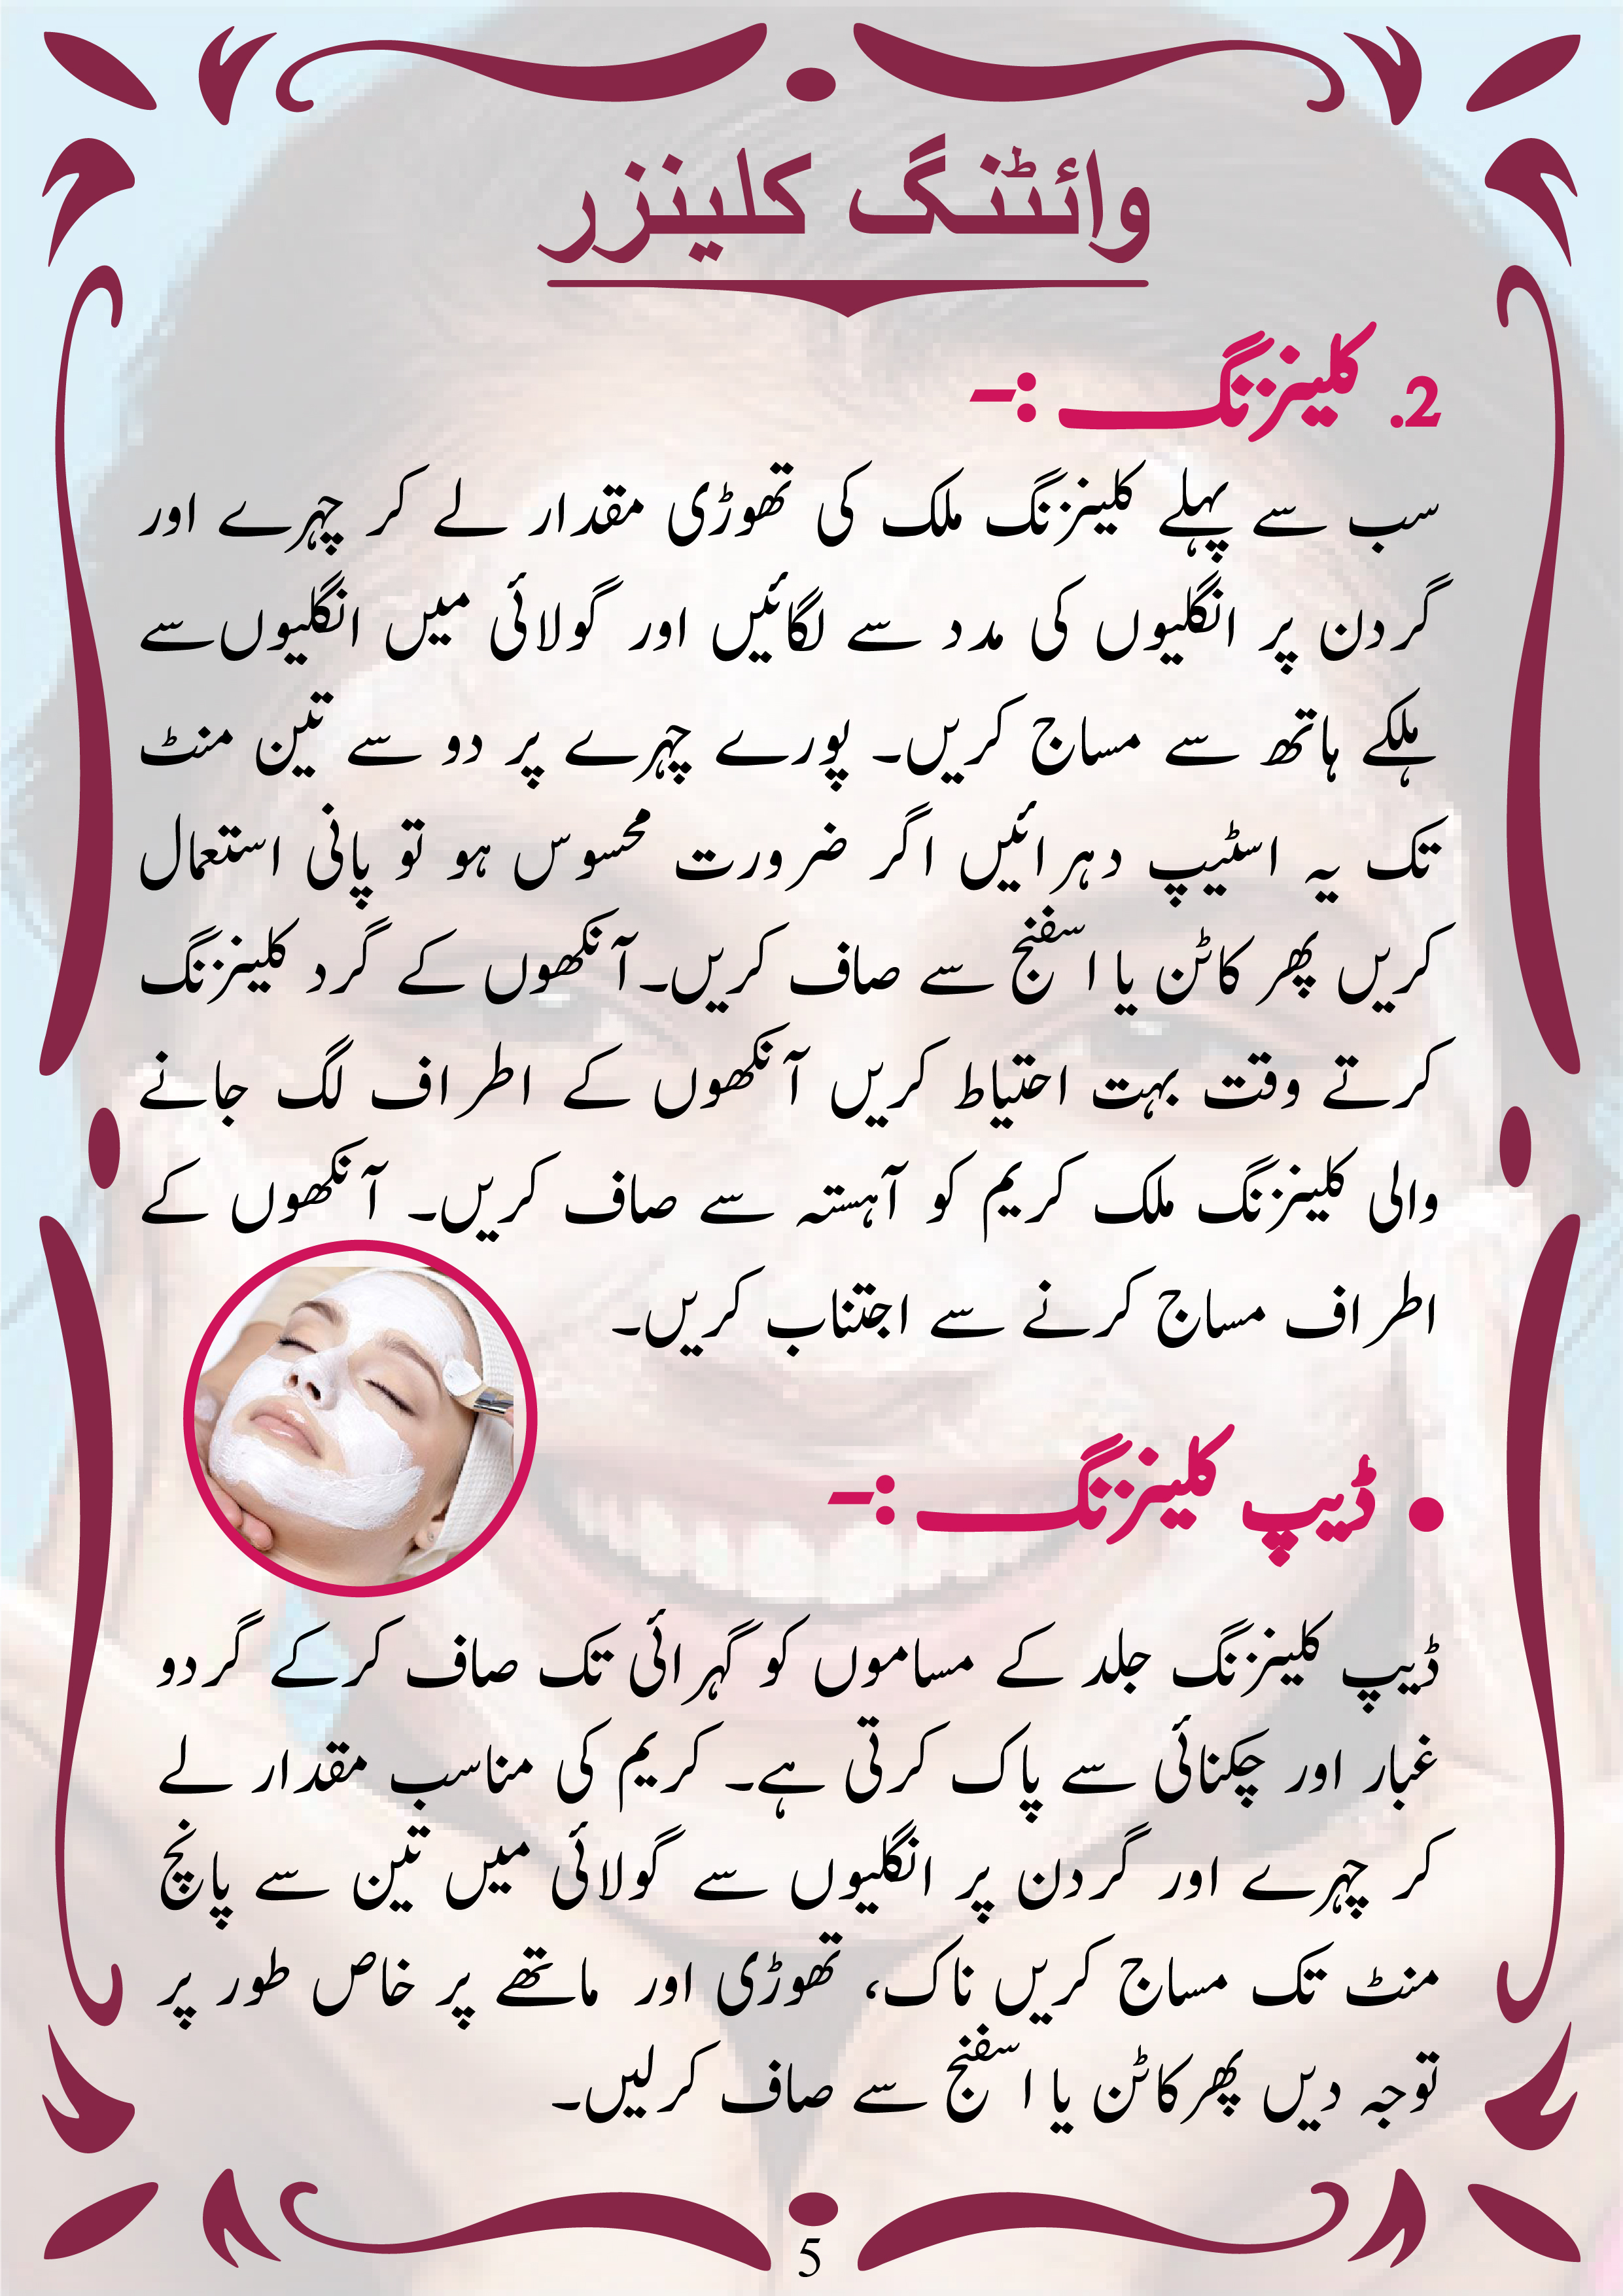 وائٹنگ کلینزر
2. کلینزنگ :-
سب سے پہلے کلینزنگ ملک کی تھوڑی مقدار لے کر چہرے اور
گردن پر انگلیوں کی مدد سے لگائیں اور گولائی میں انگلیوں سے
ہلکے ہاتھ سے مساج کریں۔ پورے چہرے پر دو سے تین منٹ
تک یہ اسٹیپ دہرائیں اگر ضرورت محسوس ہو تو پانی استعمال
کریں پھر کاٹن یا اسفنج سے صاف کریں۔آنکھوں کے گرد کلینزنگ
کرتے وقت بہت احتیاط کریں آنکھوں کے اطراف لگ جانے
والی کلینزنگ ملک کریم کو آہستہ سے صاف کریں۔ آنکھوں کے
اطراف مساج کرنے سے اجتناب کریں۔
• ڈیپ کلینزنگ :-
ڈیپ کلینزنگ جلد کے مساموں کو گہرائی تک صاف کرکے گردو
غبار اور چکنائی سے پاک کرتی ہے۔ کریم کی مناسب مقدار لے
کر چہرے اور گردن پر انگلیوں سے گولائی میں تین سے پانچ
منٹ تک مساج کریں ناک، تھوڑی اور ماتھے پر خاص طور پر
توجہ دیں پھرکاٹن یا اسفنج سے صاف کرلیں۔
5